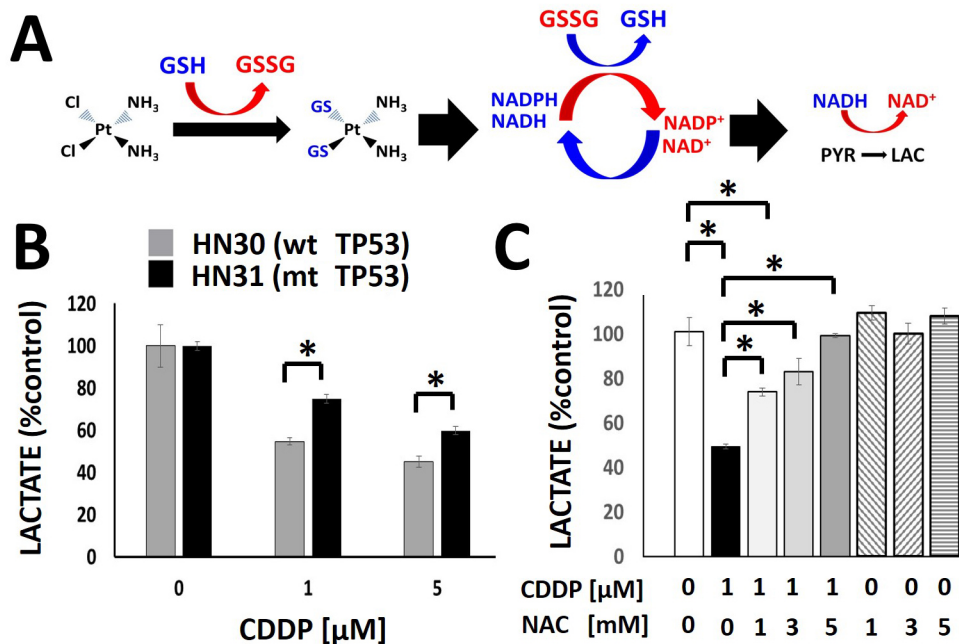 A
GSH GSSG
Cl NH3
Pt
Cl NH3
GS NH3
Pt
GS NH3
GSSG GSH
NADPH
NADH
NADP+
NAD+
NADH NAD+
PYR LAC
B
HN30 (wt TP53)
HN31 (mt TP53)
LACTATE (%control)
120
100
80
60
40
20
0
* *
0 1 5
CDDP [µM]
C
LACTATE (%control)
120
100
80
60
40
20
0
*
*
*
*
*
CDDP [µM] 0 1 1 1 1 0 0 0
NAC [mM] 0 0 1 3 5 1 3 5